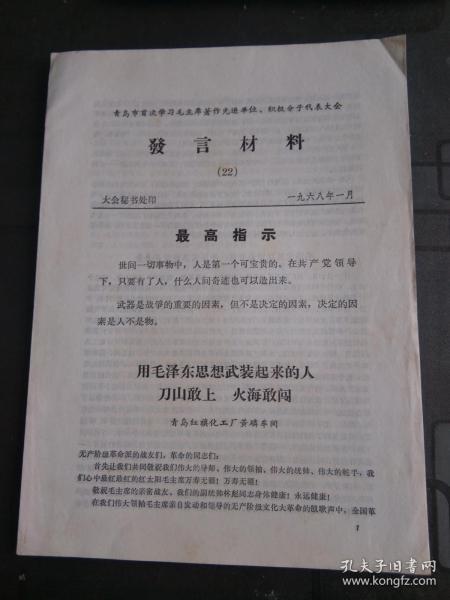 青岛市首次学习毛主席著作先进单位、积极分子代表大会
發言材料
(22)
大会秘书处印 一九六八年一月
最高指示
世间一切事物中，人是第一个可宝贵的。在共产党领导
下，只要有了人，什么人间奇迹也可以造出来。
武器是战争的重要的因素，但不是决定的因素，决定的因
素是人不是物。
用毛泽东思想武装起来的人
刀山敢上 火海敢闯
青岛红旗化工厂黄磷车间
无产阶级革命派的战友们，革命的同志们：
首先让我们共同敬祝我们伟大的导师、伟大的领袖、伟大的统帅、伟大的舵手，我
们心中最红最红的红太阳毛主席万寿无疆！万寿无疆！
敬祝毛主席的亲密战友、我们的副统帅林彪同志身体健康！永远健康！
在我们伟大领袖毛主席亲自发动和领导的无产阶级文化大革命的凯歌声中，全国革
1
孔夫子旧书网
www.kongfz.com